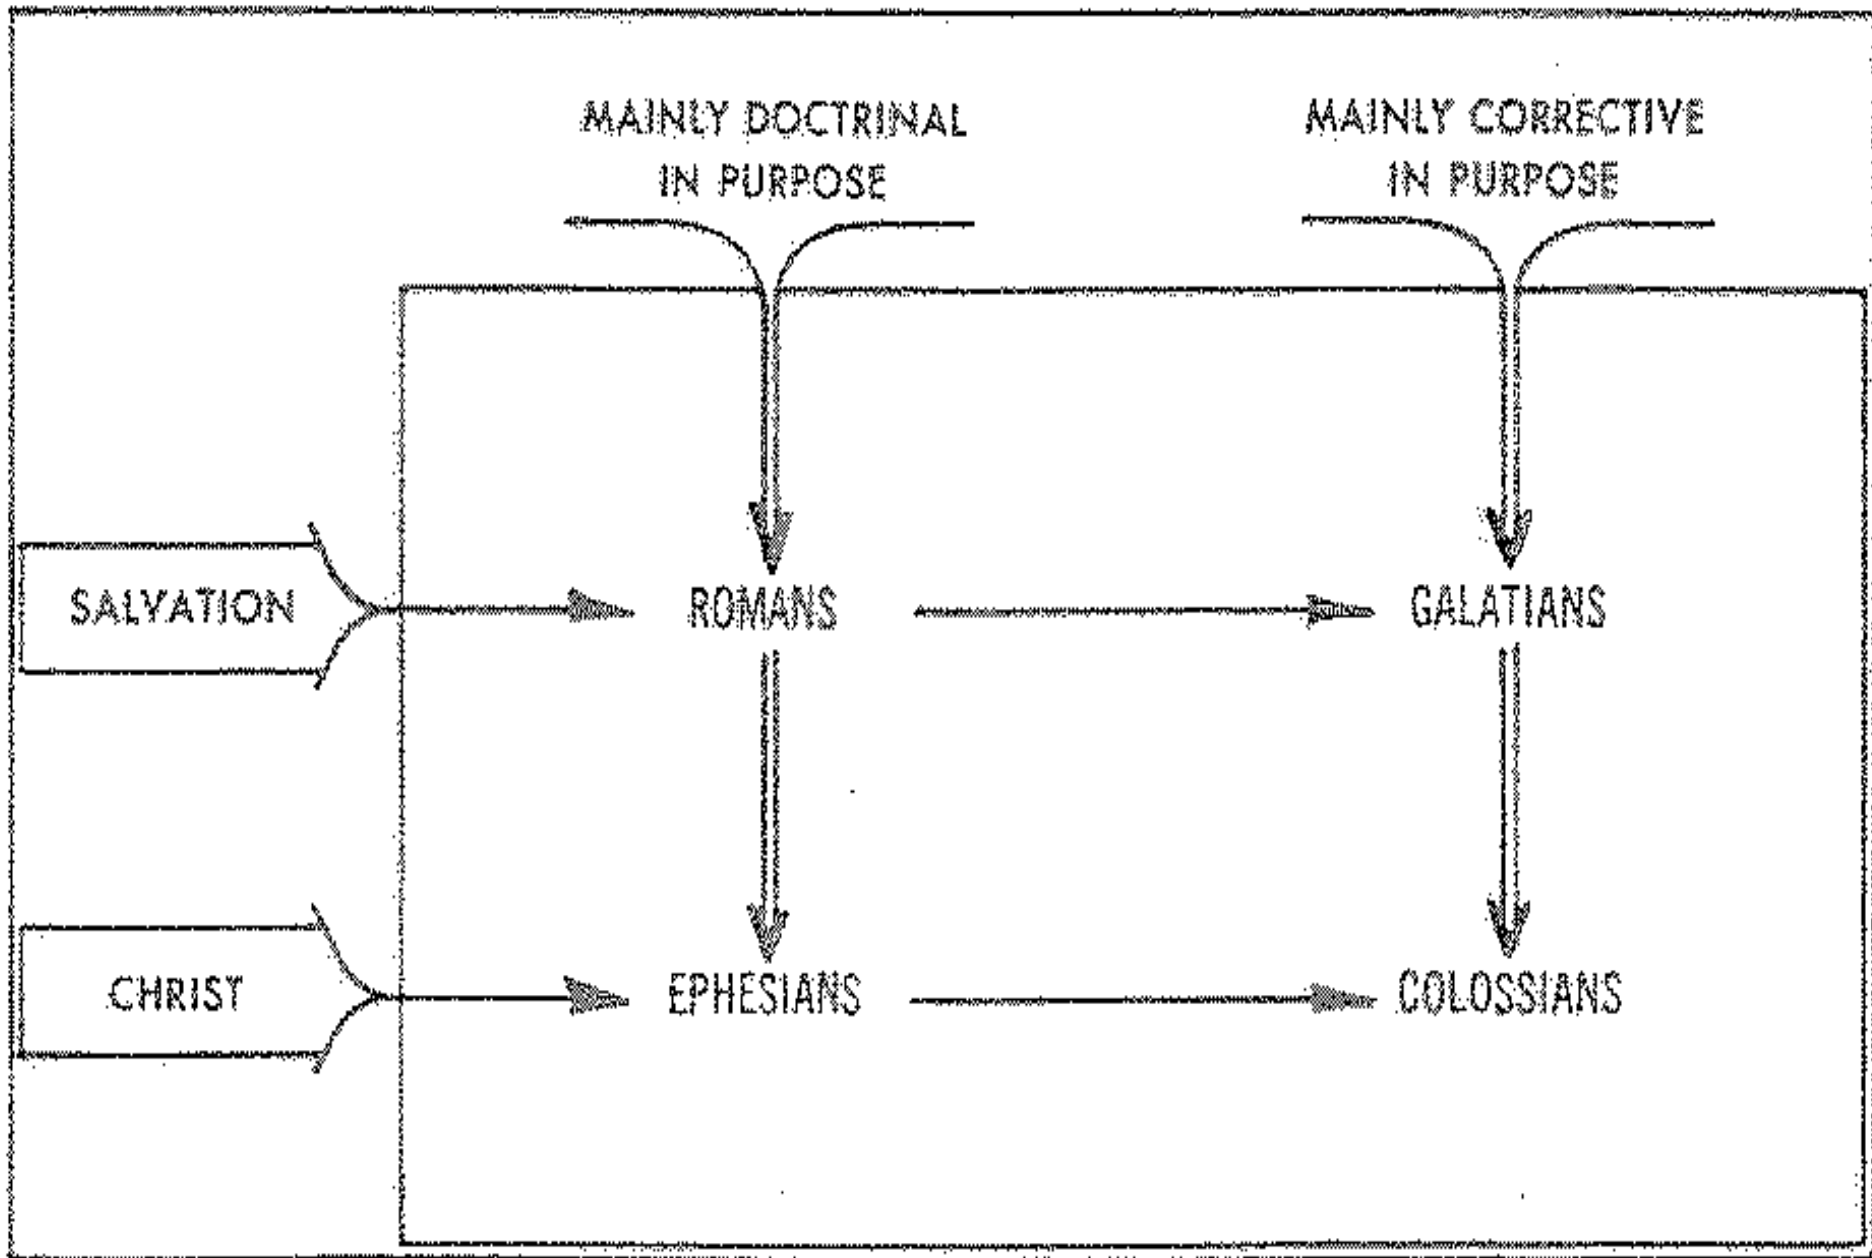 MAINLY DOCTRINAL
IN PURPOSE
MAINLY CORRECTIVE
IN PURPOSE
SALVATION
ROMANS
GALATIANS
CHRIST
EPHESIANS
COLOSSIANS